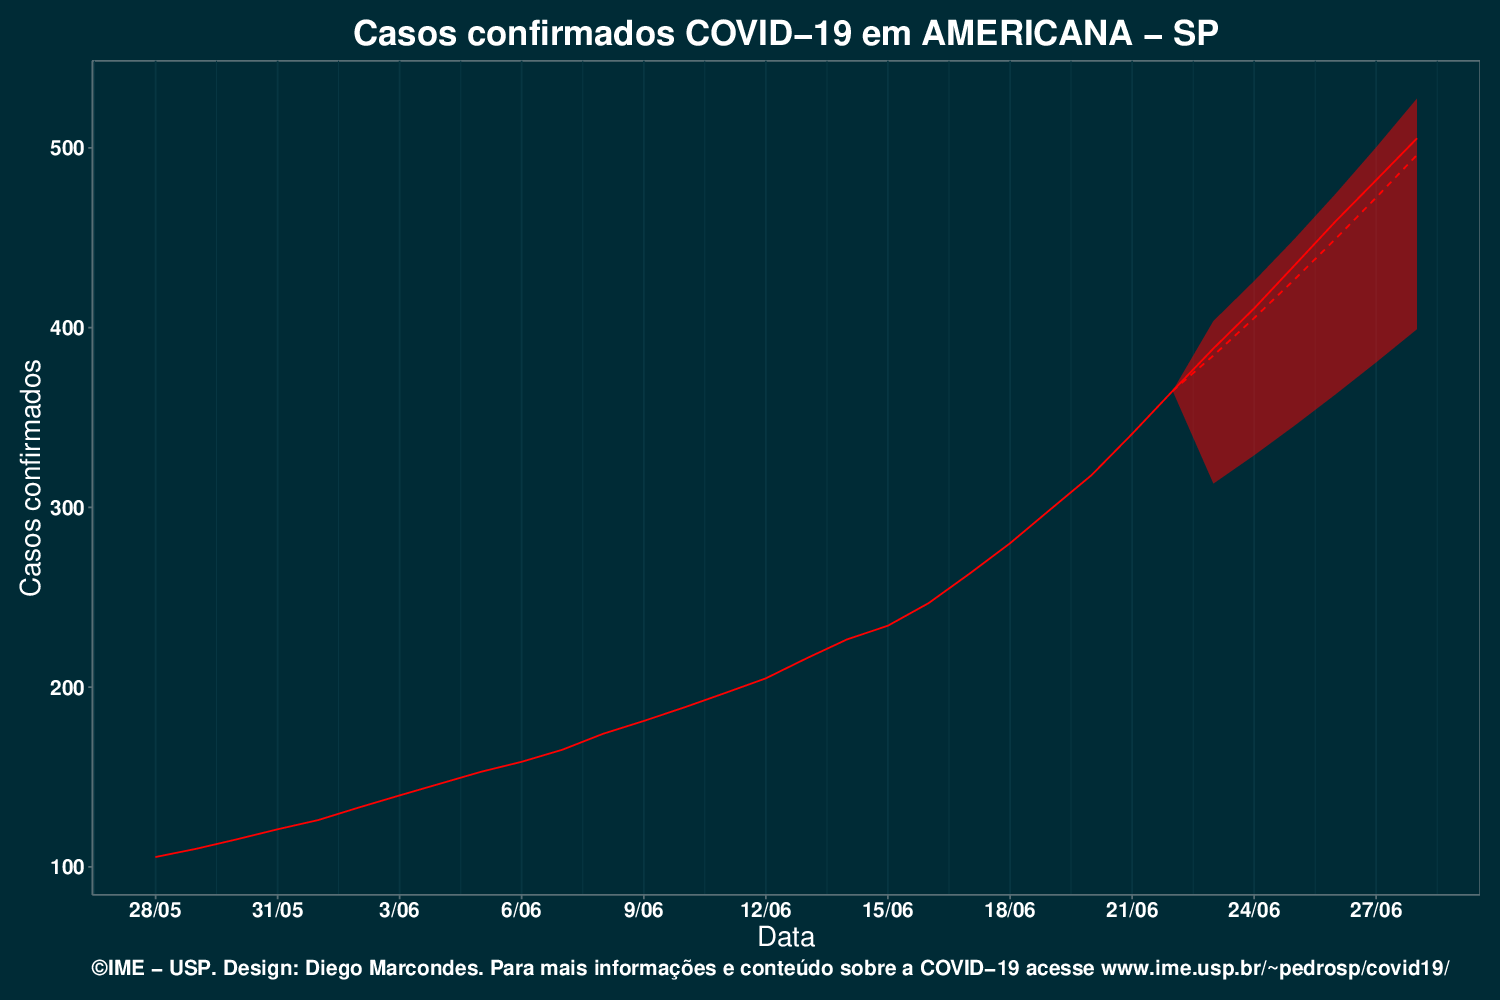 Casos confirmados COVID−19 em AMERICANA − SP
Casos confirmados
500
400
300
200
100
28/05 31/05 3/06 6/06 9/06 12/06 15/06 18/06 21/06 24/06 27/06
Data
©IME − USP. Design: Diego Marcondes. Para mais informações e conteúdo sobre a COVID−19 acesse www.ime.usp.br/~pedrosp/covid19/